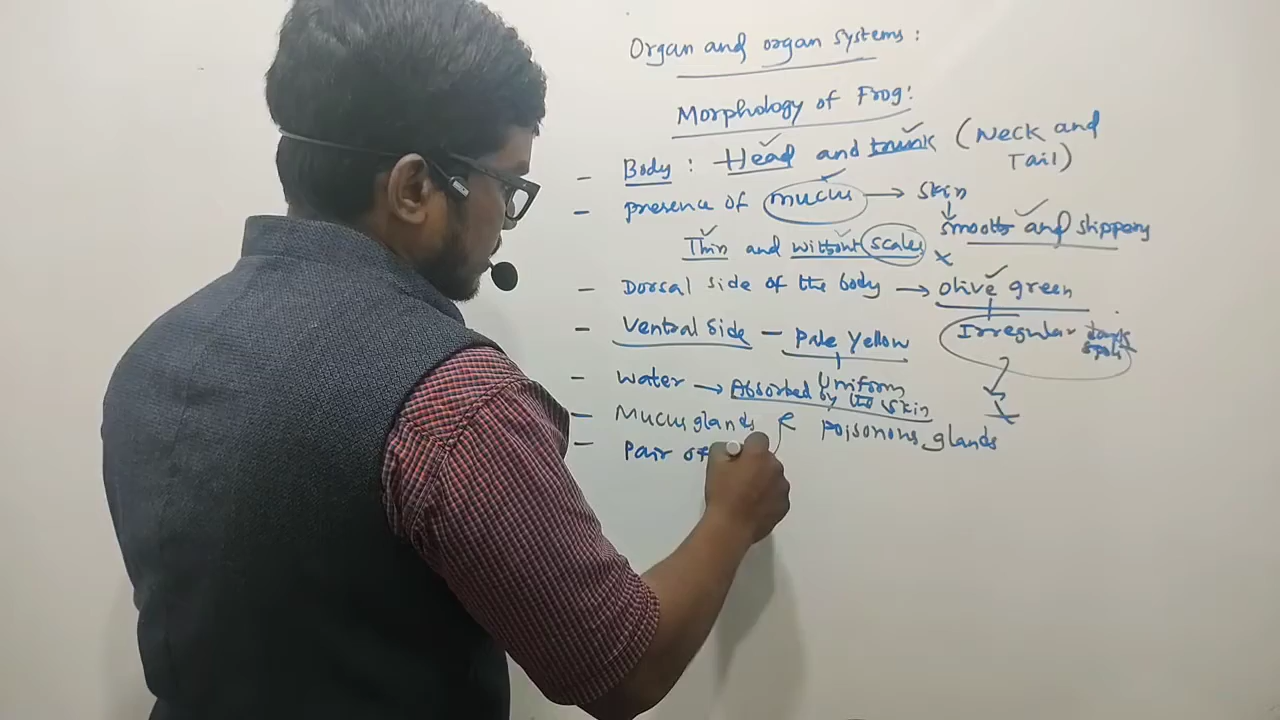 Organ and organ systems :
Morphology of Frog :
- Body : Head and trunk (Neck and Tail)
- presence of mucus → skin
↓
smooth and slippery
Thin and without scales ×
- Dorsal side of the body → olive green
Irregular dark spots
- Ventral side - Pale Yellow
Uniform
- Water → Absorbed by the skin
- Mucus glands & poisonous glands
- Pair of